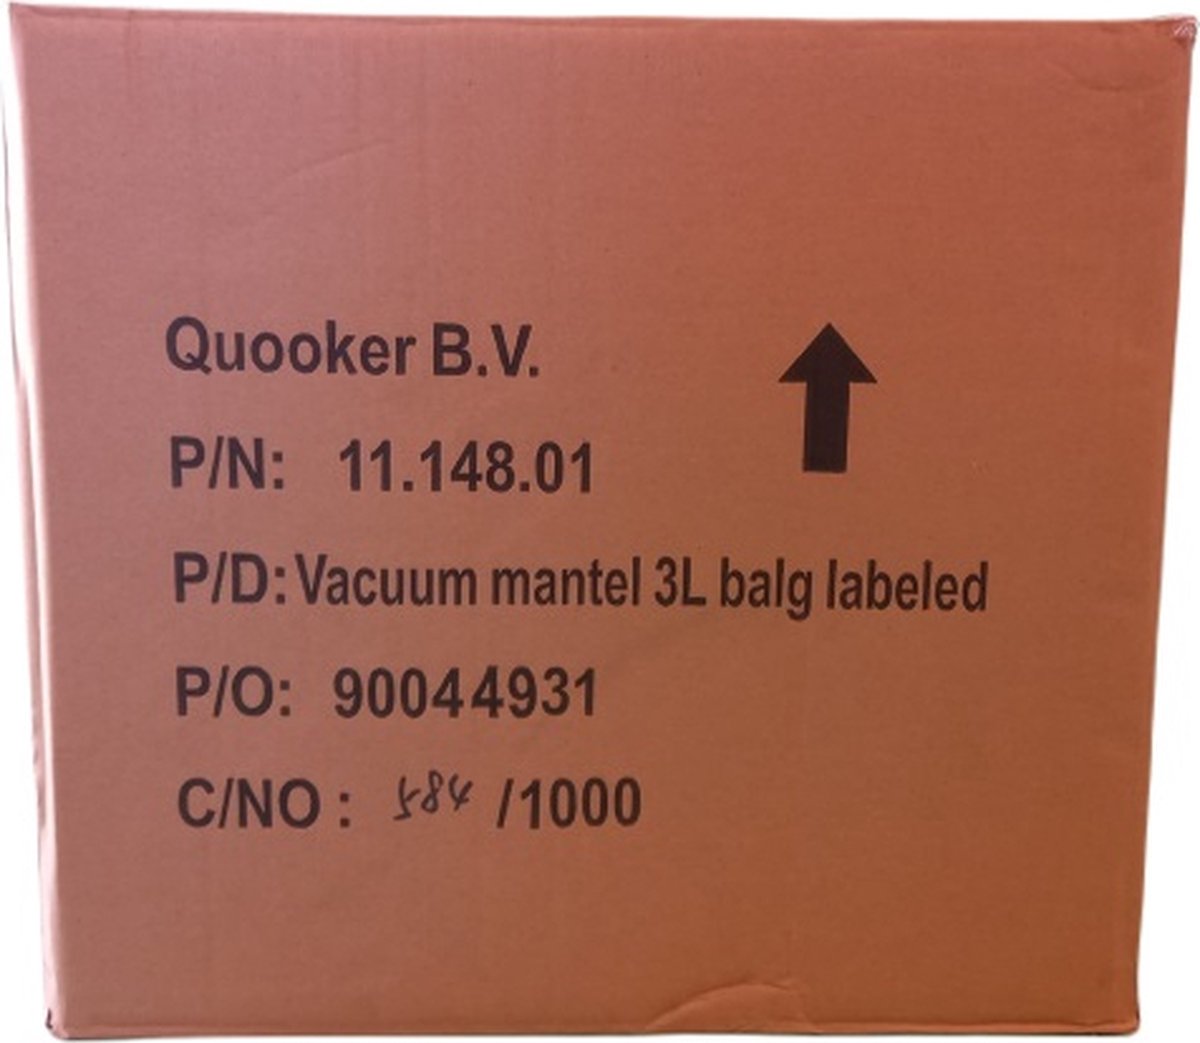 Quooker B.V.
P/N: 11.148.01
P/D: Vacuum mantel 3L balg labeled
P/O: 90044931
C/NO : 584 /1000